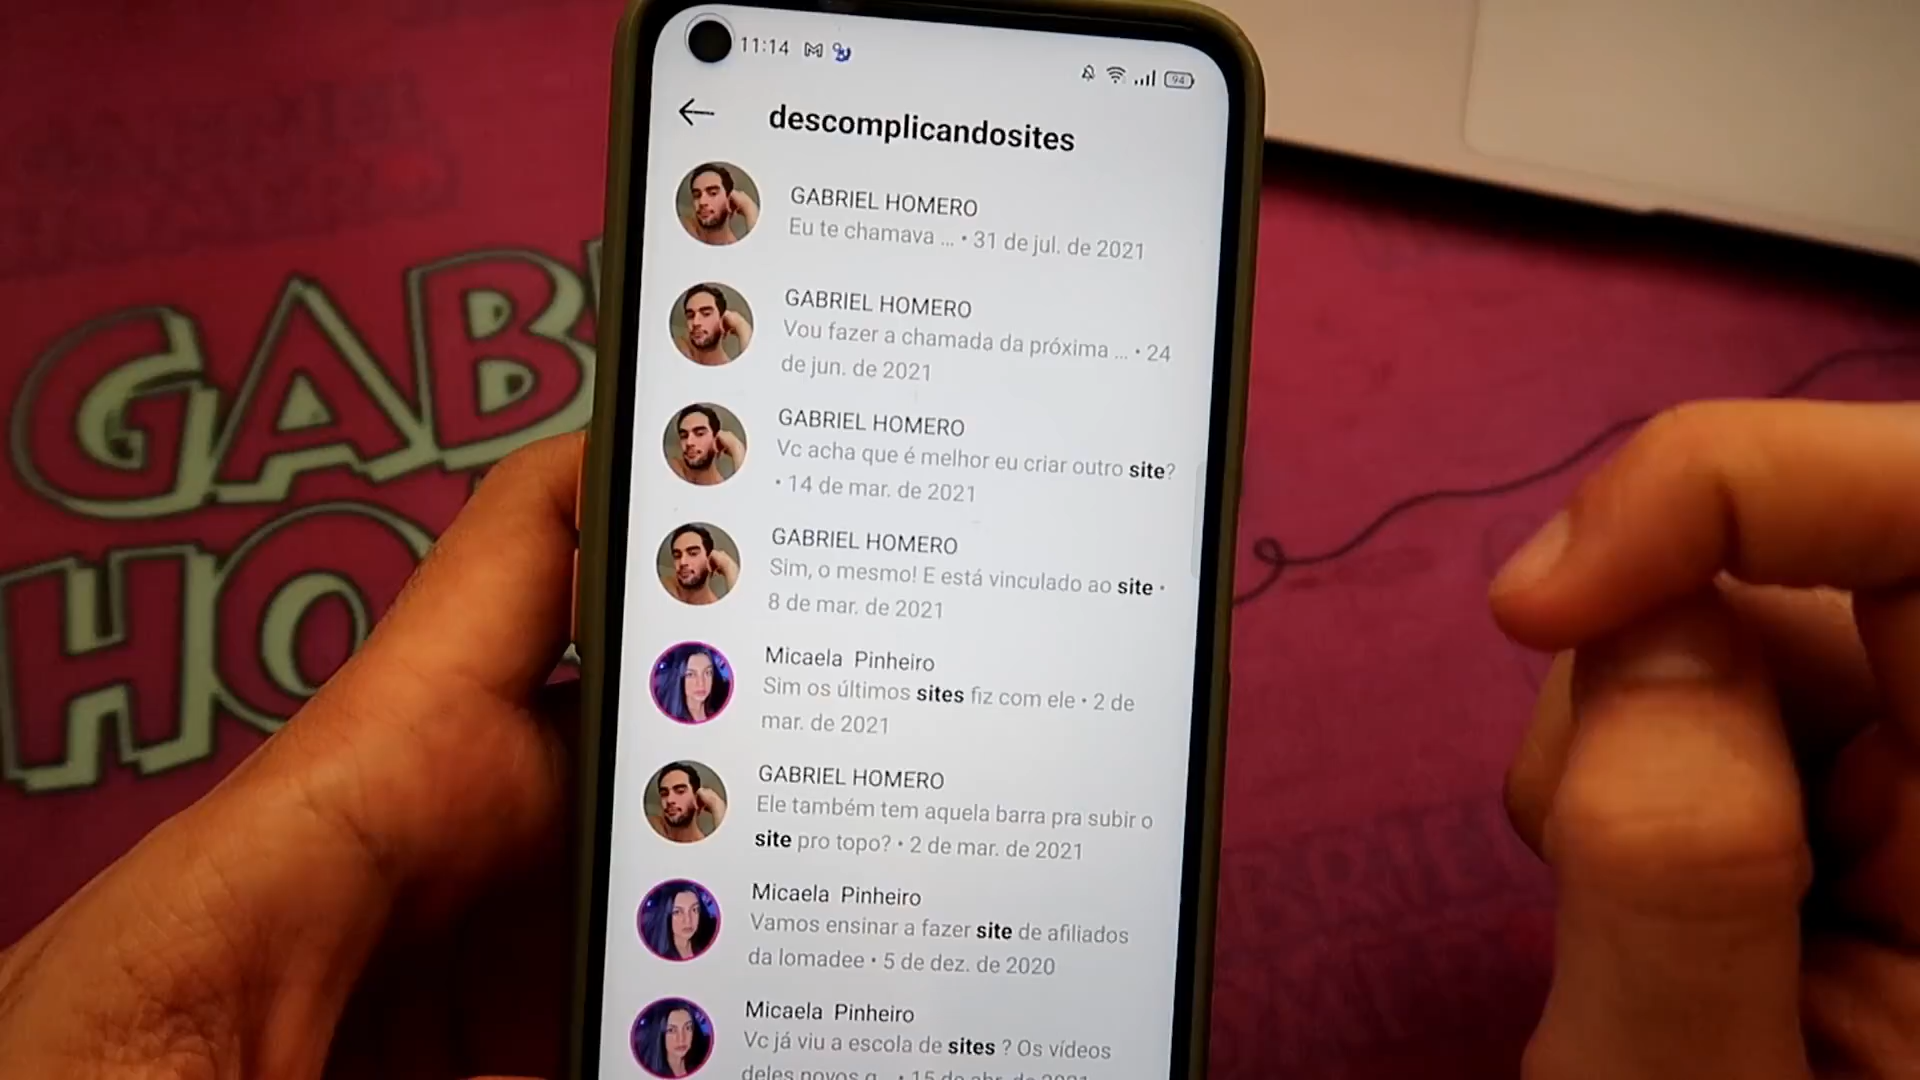 11:14
94
descomplicandosites
GABRIEL HOMERO
Eu te chamava ... • 31 de jul. de 2021
GABRIEL HOMERO
Vou fazer a chamada da próxima ... • 24
de jun. de 2021
GABRIEL HOMERO
Vc acha que é melhor eu criar outro site?
• 14 de mar. de 2021
GABRIEL HOMERO
Sim, o mesmo! E está vinculado ao site •
8 de mar. de 2021
Micaela Pinheiro
Sim os últimos sites fiz com ele • 2 de
mar. de 2021
GABRIEL HOMERO
Ele também tem aquela barra pra subir o
site pro topo? • 2 de mar. de 2021
Micaela Pinheiro
Vamos ensinar a fazer site de afiliados
da lomadee • 5 de dez. de 2020
Micaela Pinheiro
Vc já viu a escola de sites ? Os vídeos
deles novos
GAB
HO